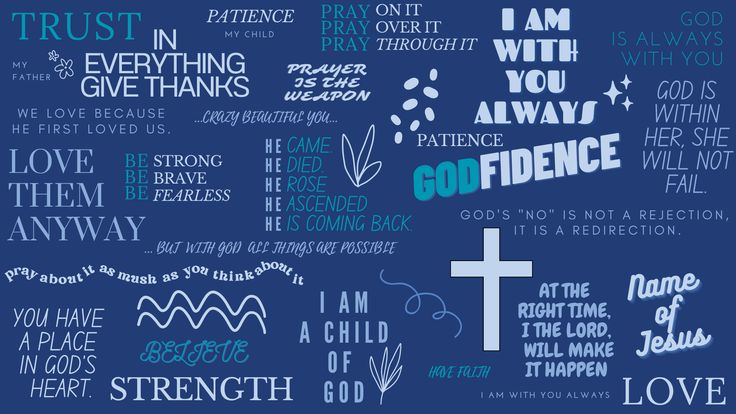 TRUST
MY
FATHER
IN
EVERYTHING
GIVE THANKS
PATIENCE
MY CHILD
PRAY ON IT
PRAY OVER IT
PRAY THROUGH IT
PRAYER
IS THE
WEAPON
I AM
WITH
YOU
ALWAYS
GOD
IS ALWAYS
WITH YOU
WE LOVE BECAUSE
HE FIRST LOVED US.
...CRAZY BEAUTIFUL YOU...
GOD IS
WITHIN
HER, SHE
WILL NOT
FAIL.
LOVE
THEM
ANYWAY
BE STRONG
BE BRAVE
BE FEARLESS
HE CAME.
HE DIED.
HE ROSE
HE ASCENDED
HE IS COMING BACK.
PATIENCE
GODFIDENCE
GOD'S "NO" IS NOT A REJECTION,
IT IS A REDIRECTION.
... BUT WITH GOD ALL THINGS ARE POSSIBLE
pray about it as mush as you think about it
YOU HAVE
A PLACE
IN GOD'S
HEART.
BELIEVE
STRENGTH
I AM
A CHILD
OF
GOD
HAVE FAITH
AT THE
RIGHT TIME,
I THE LORD,
WILL MAKE
IT HAPPEN
Name
of
Jesus
I AM WITH YOU ALWAYS
LOVE